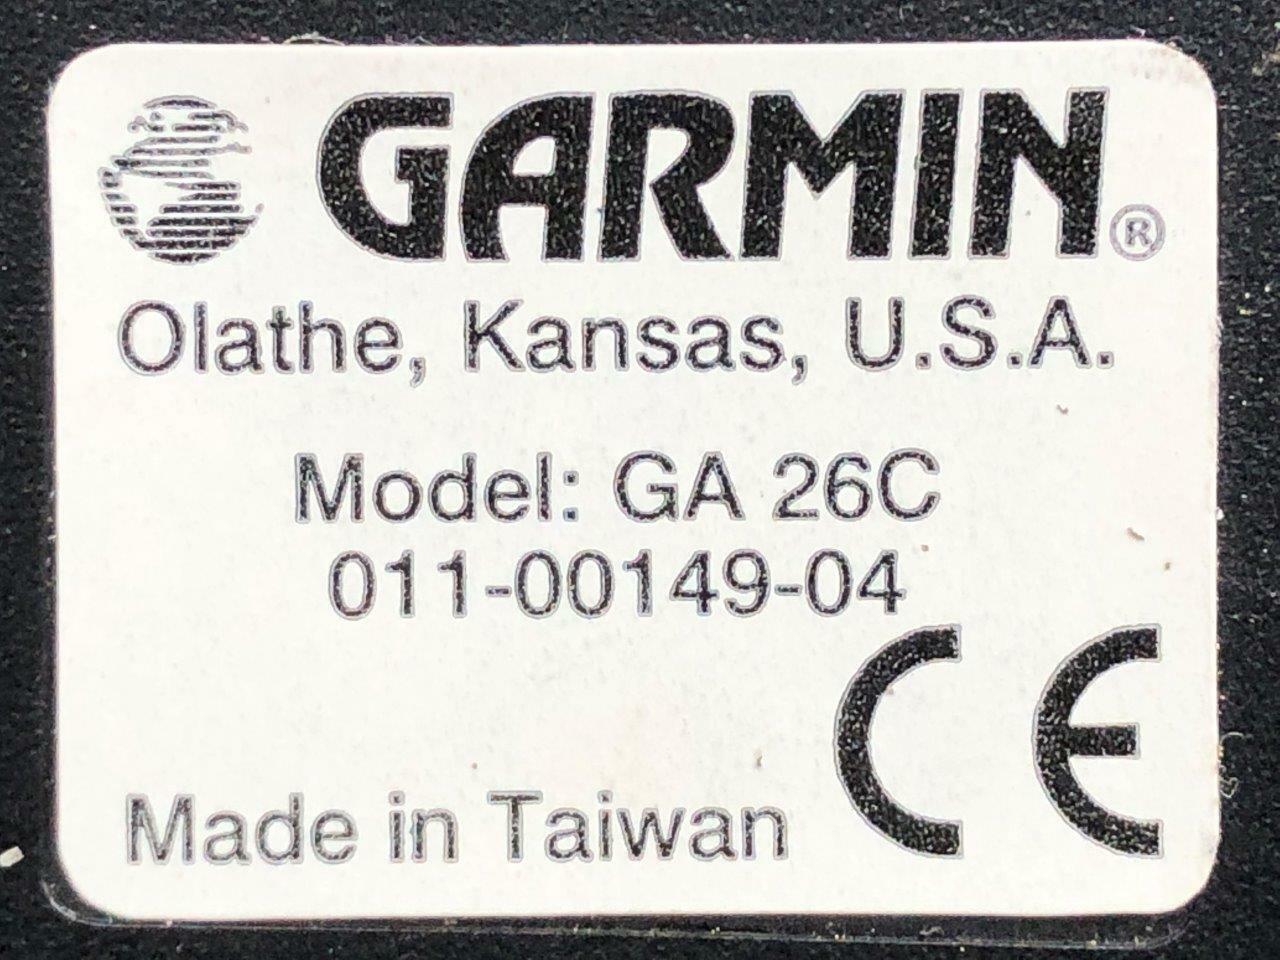 GARMIN®
Olathe, Kansas, U.S.A.
Model: GA 26C
011-00149-04
CE
Made in Taiwan